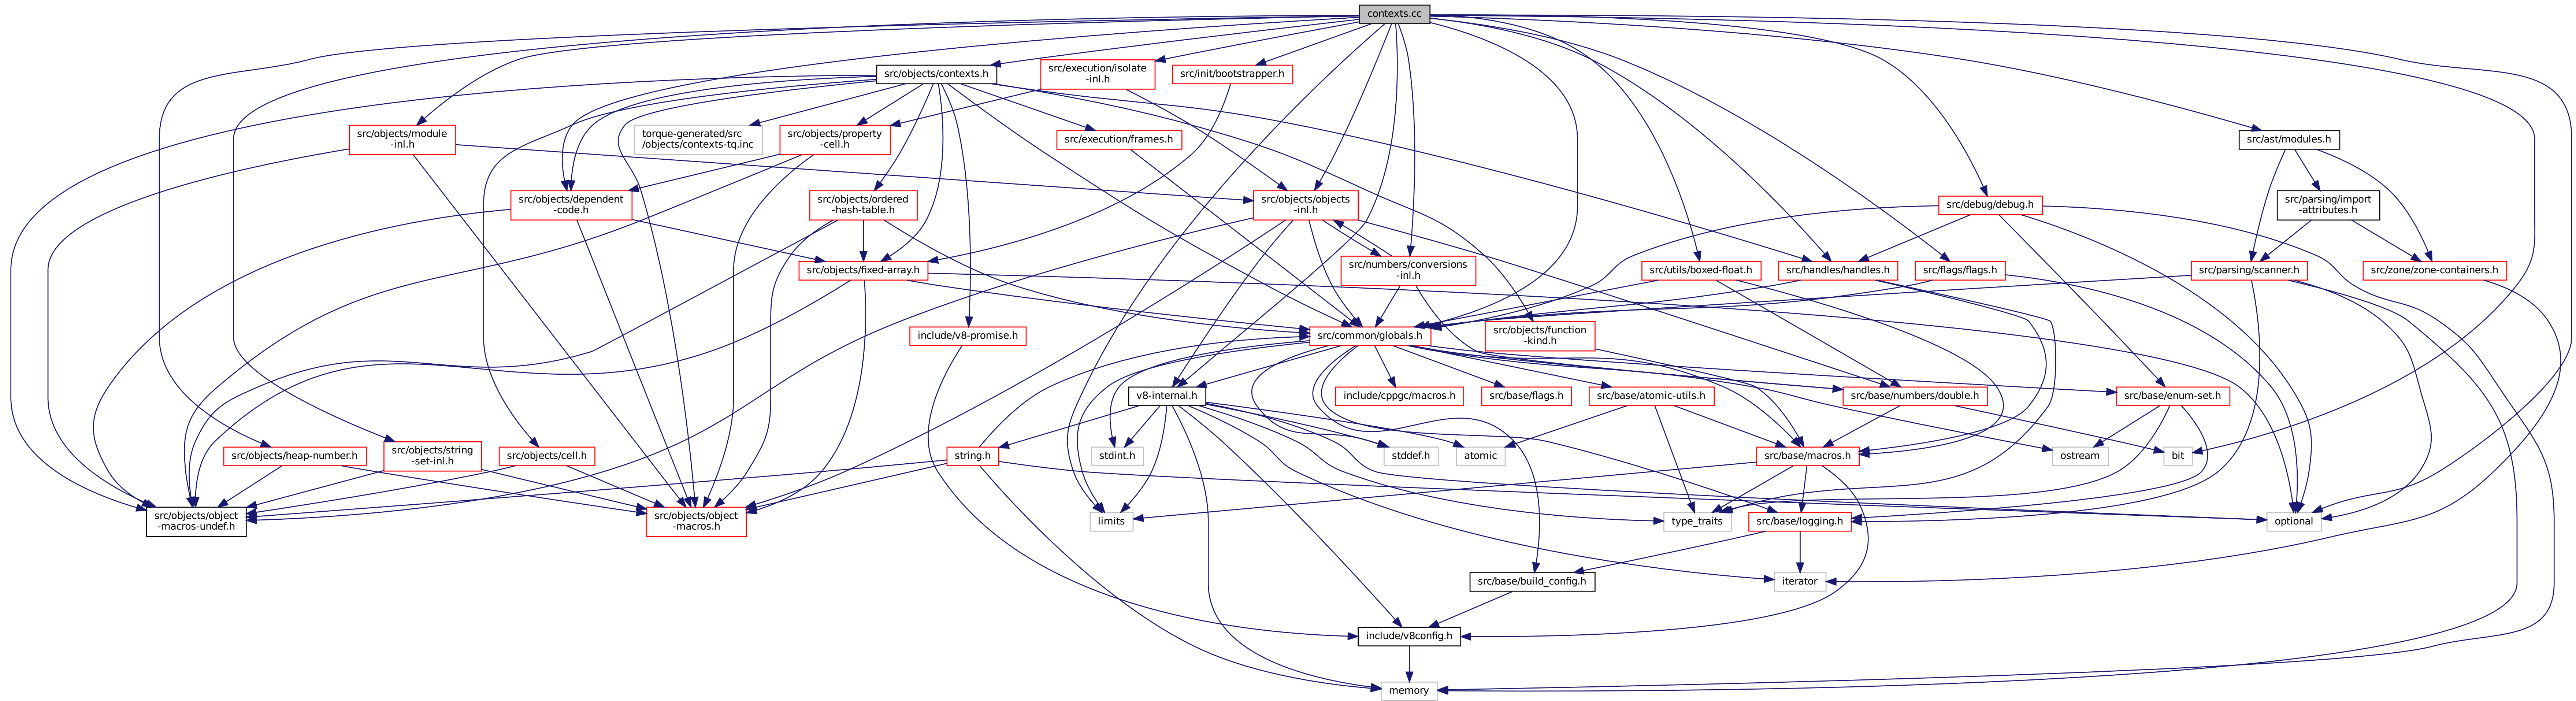 contexts.cc
src/objects/contexts.h
src/execution/isolate
-inl.h
src/init/bootstrapper.h
src/objects/module
-inl.h
torque-generated/src
/objects/contexts-tq.inc
src/objects/property
-cell.h
src/execution/frames.h
src/ast/modules.h
src/objects/dependent
-code.h
src/objects/ordered
-hash-table.h
src/objects/objects
-inl.h
src/debug/debug.h
src/parsing/import
-attributes.h
src/objects/fixed-array.h
src/numbers/conversions
-inl.h
src/utils/boxed-float.h
src/handles/handles.h
src/flags/flags.h
src/parsing/scanner.h
src/zone/zone-containers.h
include/v8-promise.h
src/common/globals.h
src/objects/function
-kind.h
v8-internal.h
include/cppgc/macros.h
src/base/flags.h
src/base/atomic-utils.h
src/base/numbers/double.h
src/base/enum-set.h
src/objects/heap-number.h
src/objects/string
-set-inl.h
src/objects/cell.h
string.h
stdint.h
stddef.h
atomic
src/base/macros.h
ostream
bit
src/objects/object
-macros-undef.h
src/objects/object
-macros.h
limits
type_traits
src/base/logging.h
optional
src/base/build_config.h
iterator
include/v8config.h
memory